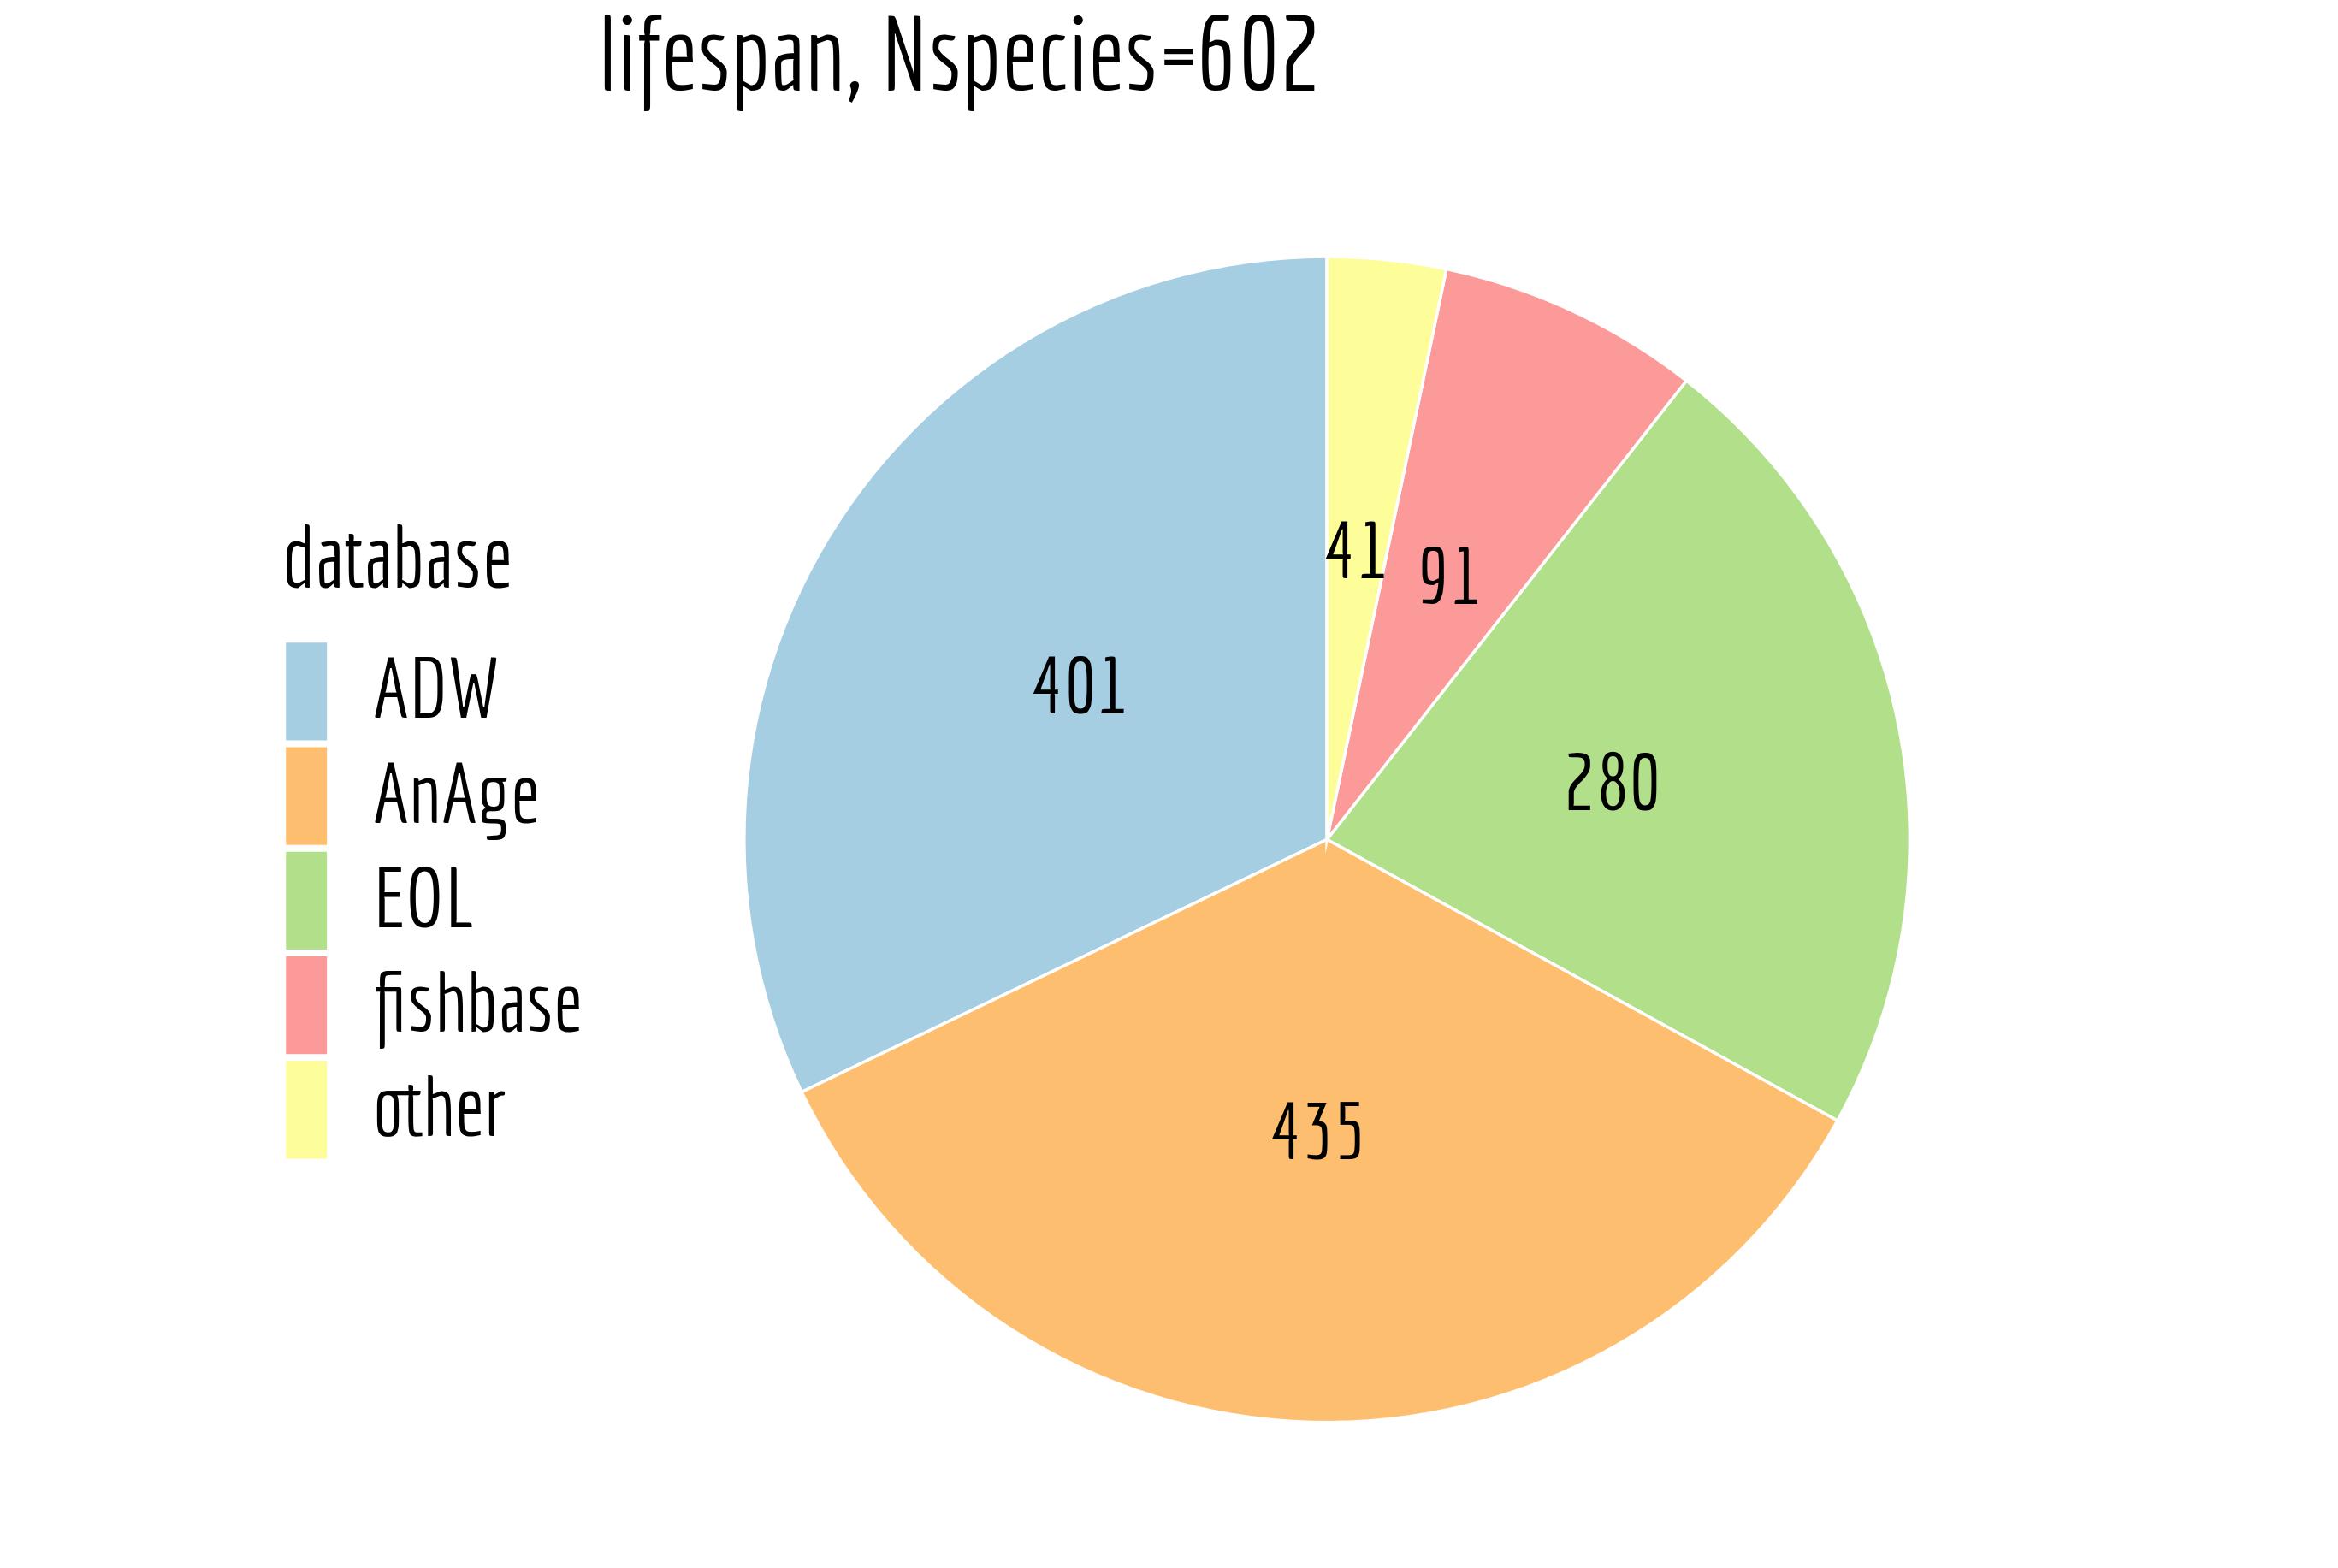 lifespan, Nspecies=602
database
ADW
AnAge
EOL
fishbase
other
41
91
401
280
435